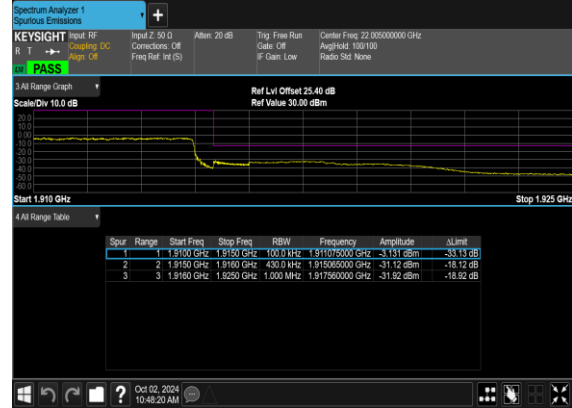 Spectrum Analyzer 1
Spurious Emissions
KEYSIGHT Input: RF Input Z: 50 Ω Atten: 20 dB Trig: Free Run Center Freq: 22.005000000 GHz
R T Coupling: DC Corrections: Off Gate: Off Avg|Hold: 100/100
Align: Off Freq Ref: Int (S) IF Gain: Low Radio Std: None
PASS
3 All Range Graph
Ref Lvl Offset 25.40 dB
Scale/Div 10.0 dB Ref Value 30.00 dBm
20.0
10.0
0.00
-10.0
-20.0
-30.0
-40.0
-50.0
-60.0
Start 1.910 GHz Stop 1.925 GHz
4 All Range Table
Spur Range Start Freq Stop Freq RBW Frequency Amplitude ΔLimit
1 1 1.9100 GHz 1.9150 GHz 100.0 kHz 1.911075000 GHz -3.131 dBm -33.13 dB
2 2 1.9150 GHz 1.9160 GHz 430.0 kHz 1.915065000 GHz -31.12 dBm -18.12 dB
3 3 1.9160 GHz 1.9250 GHz 1.000 MHz 1.917560000 GHz -31.92 dBm -18.92 dB
? Oct 02, 2024
10:48:20 AM